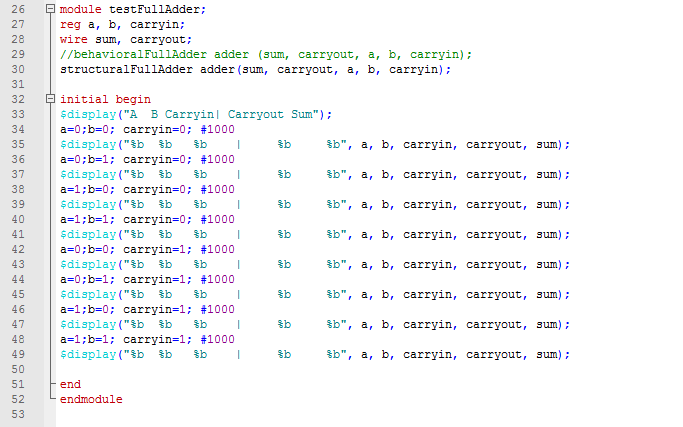 26 module testFullAdder;
27 reg a, b, carryin;
28 wire sum, carryout;
29 //behavioralFullAdder adder (sum, carryout, a, b, carryin);
30 structuralFullAdder adder(sum, carryout, a, b, carryin);
31
32 initial begin
33 $display("A  B Carryin| Carryout Sum");
34 a=0;b=0; carryin=0; #1000
35 $display("%b  %b   %b    |     %b     %b", a, b, carryin, carryout, sum);
36 a=0;b=1; carryin=0; #1000
37 $display("%b  %b   %b    |     %b     %b", a, b, carryin, carryout, sum);
38 a=1;b=0; carryin=0; #1000
39 $display("%b  %b   %b    |     %b     %b", a, b, carryin, carryout, sum);
40 a=1;b=1; carryin=0; #1000
41 $display("%b  %b   %b    |     %b     %b", a, b, carryin, carryout, sum);
42 a=0;b=0; carryin=1; #1000
43 $display("%b  %b   %b    |     %b     %b", a, b, carryin, carryout, sum);
44 a=0;b=1; carryin=1; #1000
45 $display("%b  %b   %b    |     %b     %b", a, b, carryin, carryout, sum);
46 a=1;b=0; carryin=1; #1000
47 $display("%b  %b   %b    |     %b     %b", a, b, carryin, carryout, sum);
48 a=1;b=1; carryin=1; #1000
49 $display("%b  %b   %b    |     %b     %b", a, b, carryin, carryout, sum);
50
51 end
52 endmodule
53